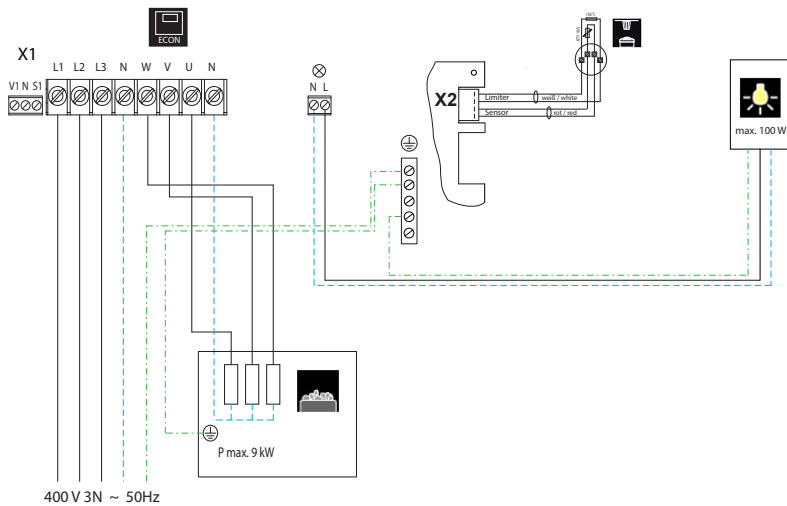 ECON
X1
L1 L2 L3 N W V U N
V1 N S1
N L
X2
Limiter
weiß / white
Sensor
rot / red
140°C
max. 100 W
P max. 9 kW
400 V 3N ~ 50Hz